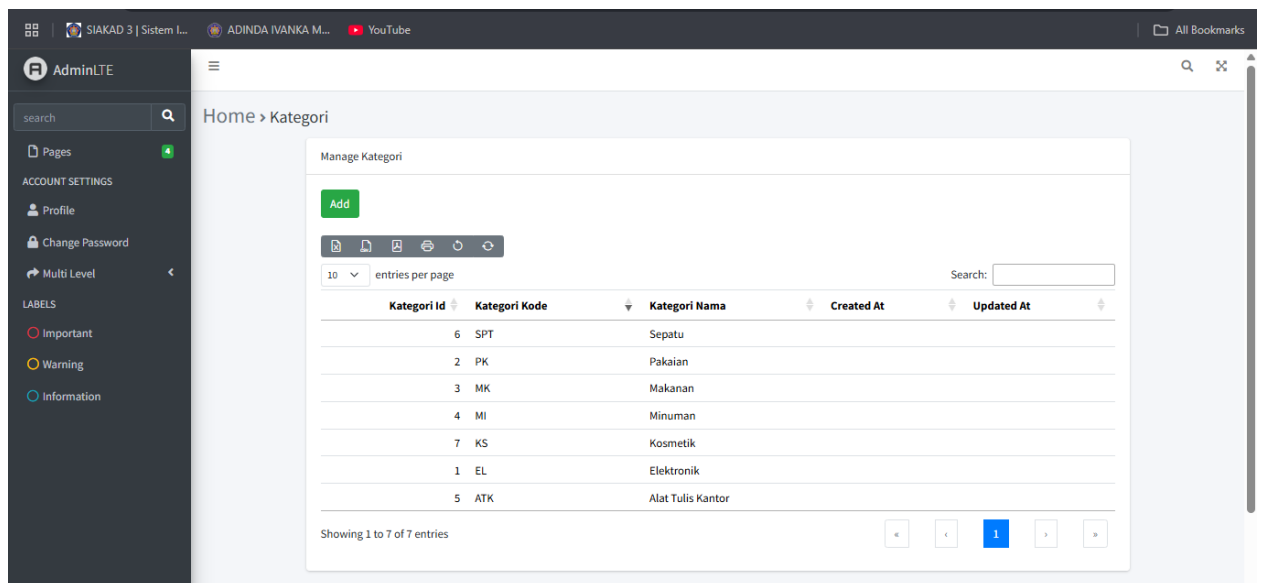 SIAKAD 3 | Sistem I... ADINDA IVANKA M... YouTube All Bookmarks
AdminLTE
search
Pages 4
ACCOUNT SETTINGS
Profile
Change Password
Multi Level
LABELS
Important
Warning
Information
Home › Kategori
Manage Kategori
Add
10 entries per page Search:
Kategori Id Kategori Kode Kategori Nama Created At Updated At
6 SPT Sepatu
2 PK Pakaian
3 MK Makanan
4 MI Minuman
7 KS Kosmetik
1 EL Elektronik
5 ATK Alat Tulis Kantor
Showing 1 to 7 of 7 entries « ‹ 1 › »